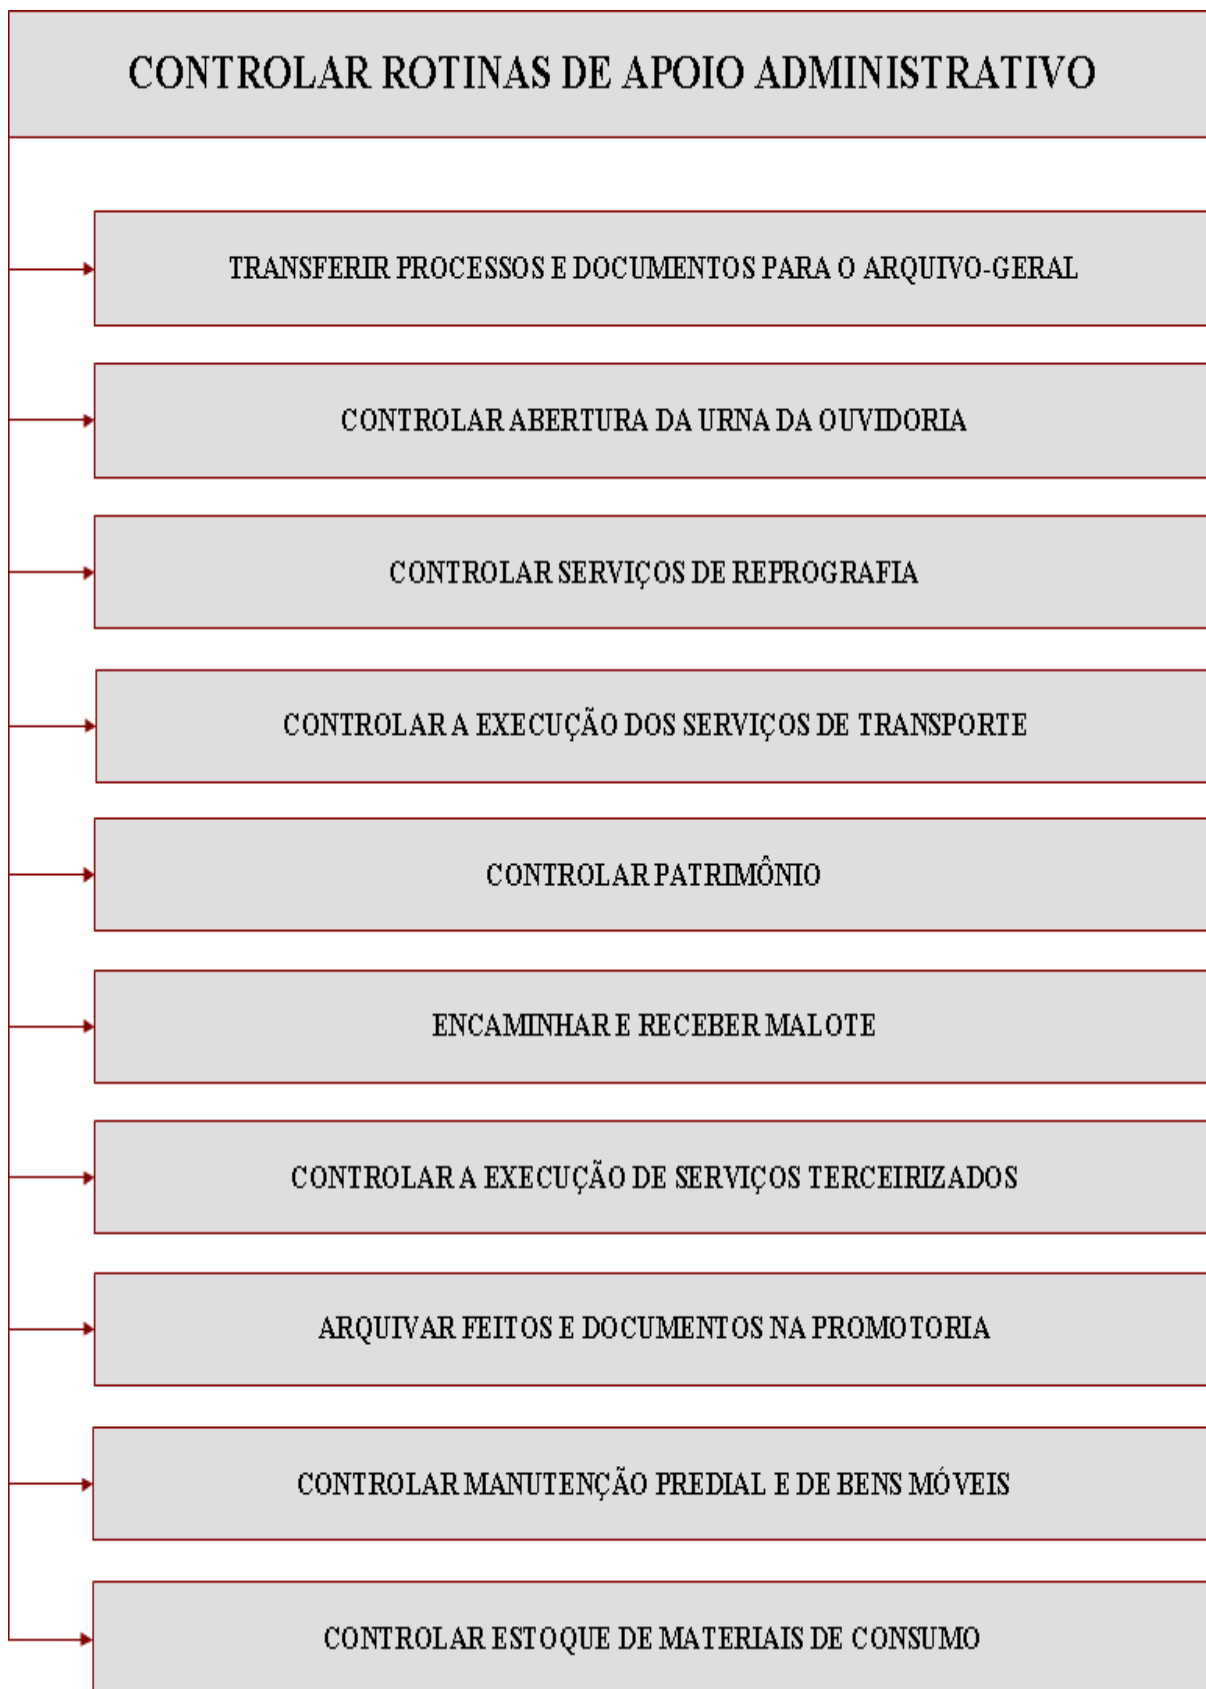 CONTROLAR ROTINAS DE APOIO ADMINISTRATIVO
TRANSFERIR PROCESSOS E DOCUMENTOS PARA O ARQUIVO-GERAL
CONTROLAR ABERTURA DA URNA DA OUVIDORIA
CONTROLAR SERVIÇOS DE REPROGRAFIA
CONTROLAR A EXECUÇÃO DOS SERVIÇOS DE TRANSPORTE
CONTROLAR PATRIMÔNIO
ENCAMINHAR E RECEBER MALOTE
CONTROLAR A EXECUÇÃO DE SERVIÇOS TERCEIRIZADOS
ARQUIVAR FEITOS E DOCUMENTOS NA PROMOTORIA
CONTROLAR MANUTENÇÃO PREDIAL E DE BENS MÓVEIS
CONTROLAR ESTOQUE DE MATERIAIS DE CONSUMO